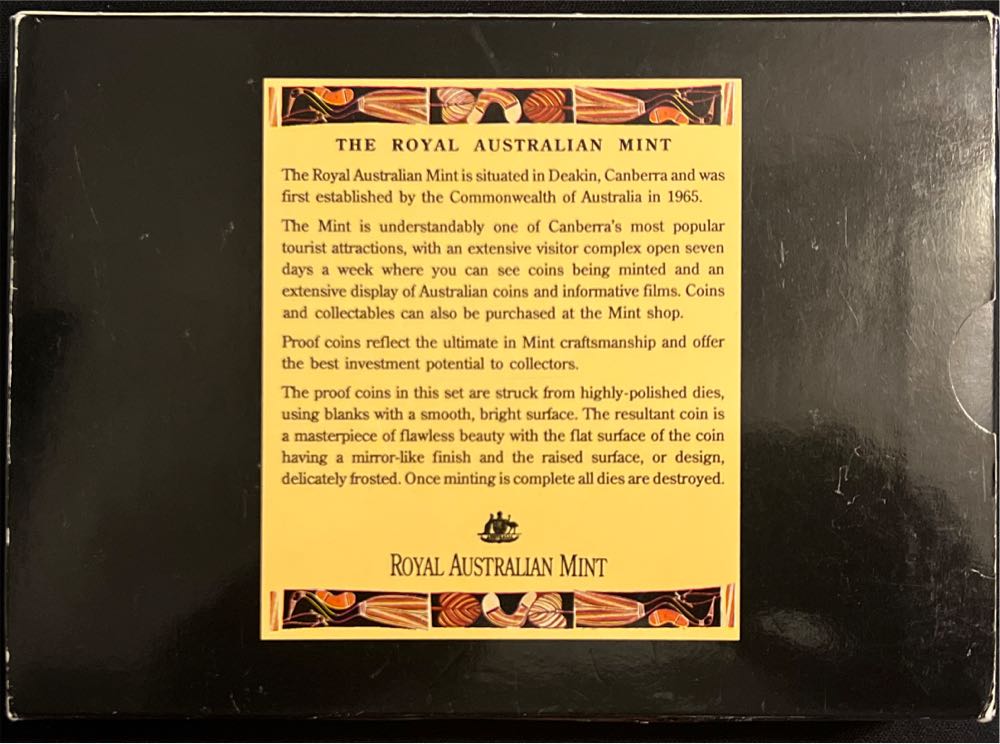 THE ROYAL AUSTRALIAN MINT
The Royal Australian Mint is situated in Deakin, Canberra and was
first established by the Commonwealth of Australia in 1965.
The Mint is understandably one of Canberra's most popular
tourist attractions, with an extensive visitor complex open seven
days a week where you can see coins being minted and an
extensive display of Australian coins and informative films. Coins
and collectables can also be purchased at the Mint shop.
Proof coins reflect the ultimate in Mint craftsmanship and offer
the best investment potential to collectors.
The proof coins in this set are struck from highly-polished dies,
using blanks with a smooth, bright surface. The resultant coin is
a masterpiece of flawless beauty with the flat surface of the coin
having a mirror-like finish and the raised surface, or design,
delicately frosted. Once minting is complete all dies are destroyed.
ROYAL AUSTRALIAN MINT